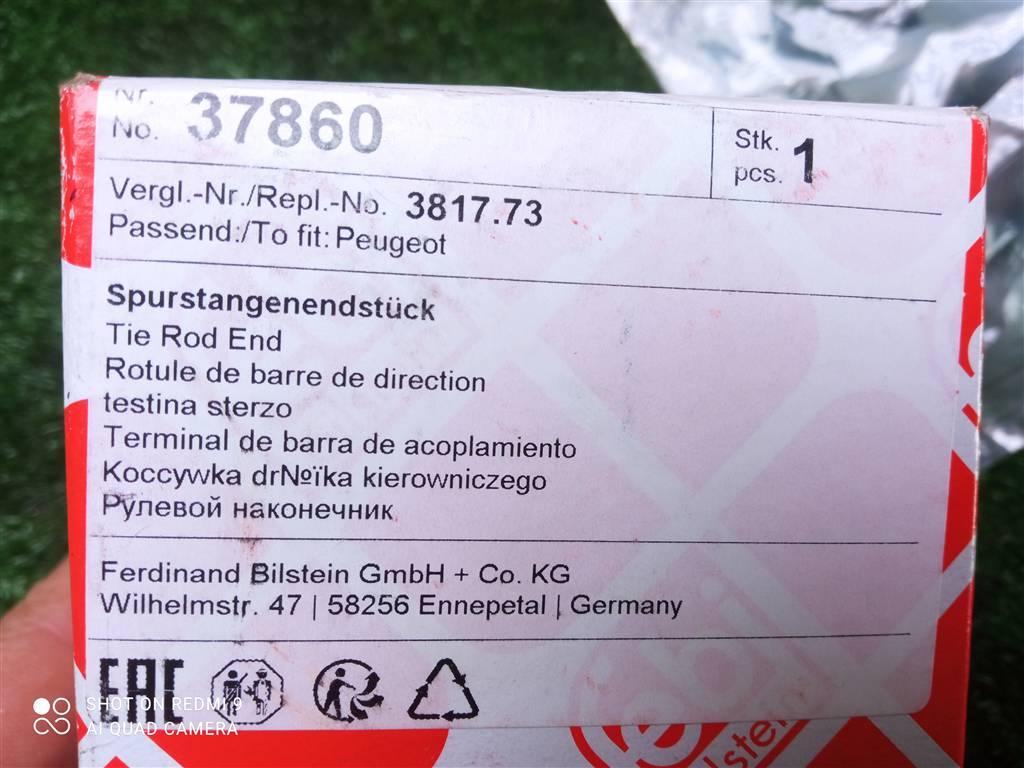 Nr.
No. 37860
Stk.
pcs. 1
Vergl.-Nr./Repl.-No. 3817.73
Passend:/To fit: Peugeot
Spurstangenendstück
Tie Rod End
Rotule de barre de direction
testina sterzo
Terminal de barra de acoplamiento
Koccywka dr№їka kierowniczego
Рулевой наконечник
Ferdinand Bilstein GmbH + Co. KG
Wilhelmstr. 47 | 58256 Ennepetal | Germany
EAC
SHOT ON REDMI 9
AI QUAD CAMERA